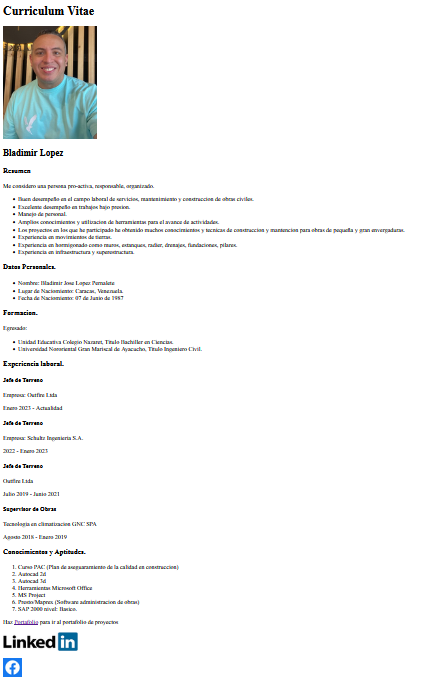 Curriculum Vitae
Bladimir Lopez
Resumen
Me considero una persona pro-activa, responsable, organizado.
Buen desempeño en el campo laboral de servicios, mantenimiento y construccion de obras civiles.
Excelente desempeño en trabajos bajo presion.
Manejo de personal.
Amplios conocimientos y utilizacion de herramientas para el avance de actividades.
Los proyectos en los que he participado he obtenido muchos conocimientos y tecnicas de construccion y mantencion para obras de pequeña y gran envergaduras.
Experiencia en movimientos de tierras.
Experiencia en hormigonado como muros, estanques, radier, drenajes, fundaciones, pilares.
Experiencia en infraestructura y superestructura.
Datos Personales.
Nombre: Bladimir Jose Lopez Pernalete
Lugar de Nacimiento: Caracas, Venezuela.
Fecha de Nacimiento: 07 de Junio de 1987
Formacion.
Egresado:
Unidad Educativa Colegio Nazaret, Titulo Bachiller en Ciencias.
Universidad Nororiental Gran Mariscal de Ayacucho, Titulo Ingeniero Civil.
Experiencia laboral.
Jefe de Terreno
Empresa: Outfire Ltda
Enero 2023 - Actualidad
Jefe de Terreno
Empresa: Schultz Ingenieria S.A.
2022 - Enero 2023
Jefe de Terreno
Outfire Ltda
Julio 2019 - Junio 2021
Supervisor de Obras
Tecnologia en climatizacion GNC SPA
Agosto 2018 - Enero 2019
Conocimientos y Aptitudes.
1. Curso PAC (Plan de aseguaramiento de la calidad en construccion)
2. Autocad 2d
3. Autocad 3d
4. Herramientas Microsoft Office
5. MS Project
6. Presto/Mapres (Software administracion de obras)
7. SAP 2000 nivel: Basico.
Haz Portafolio para ir al portafolio de proyectos
Linked in